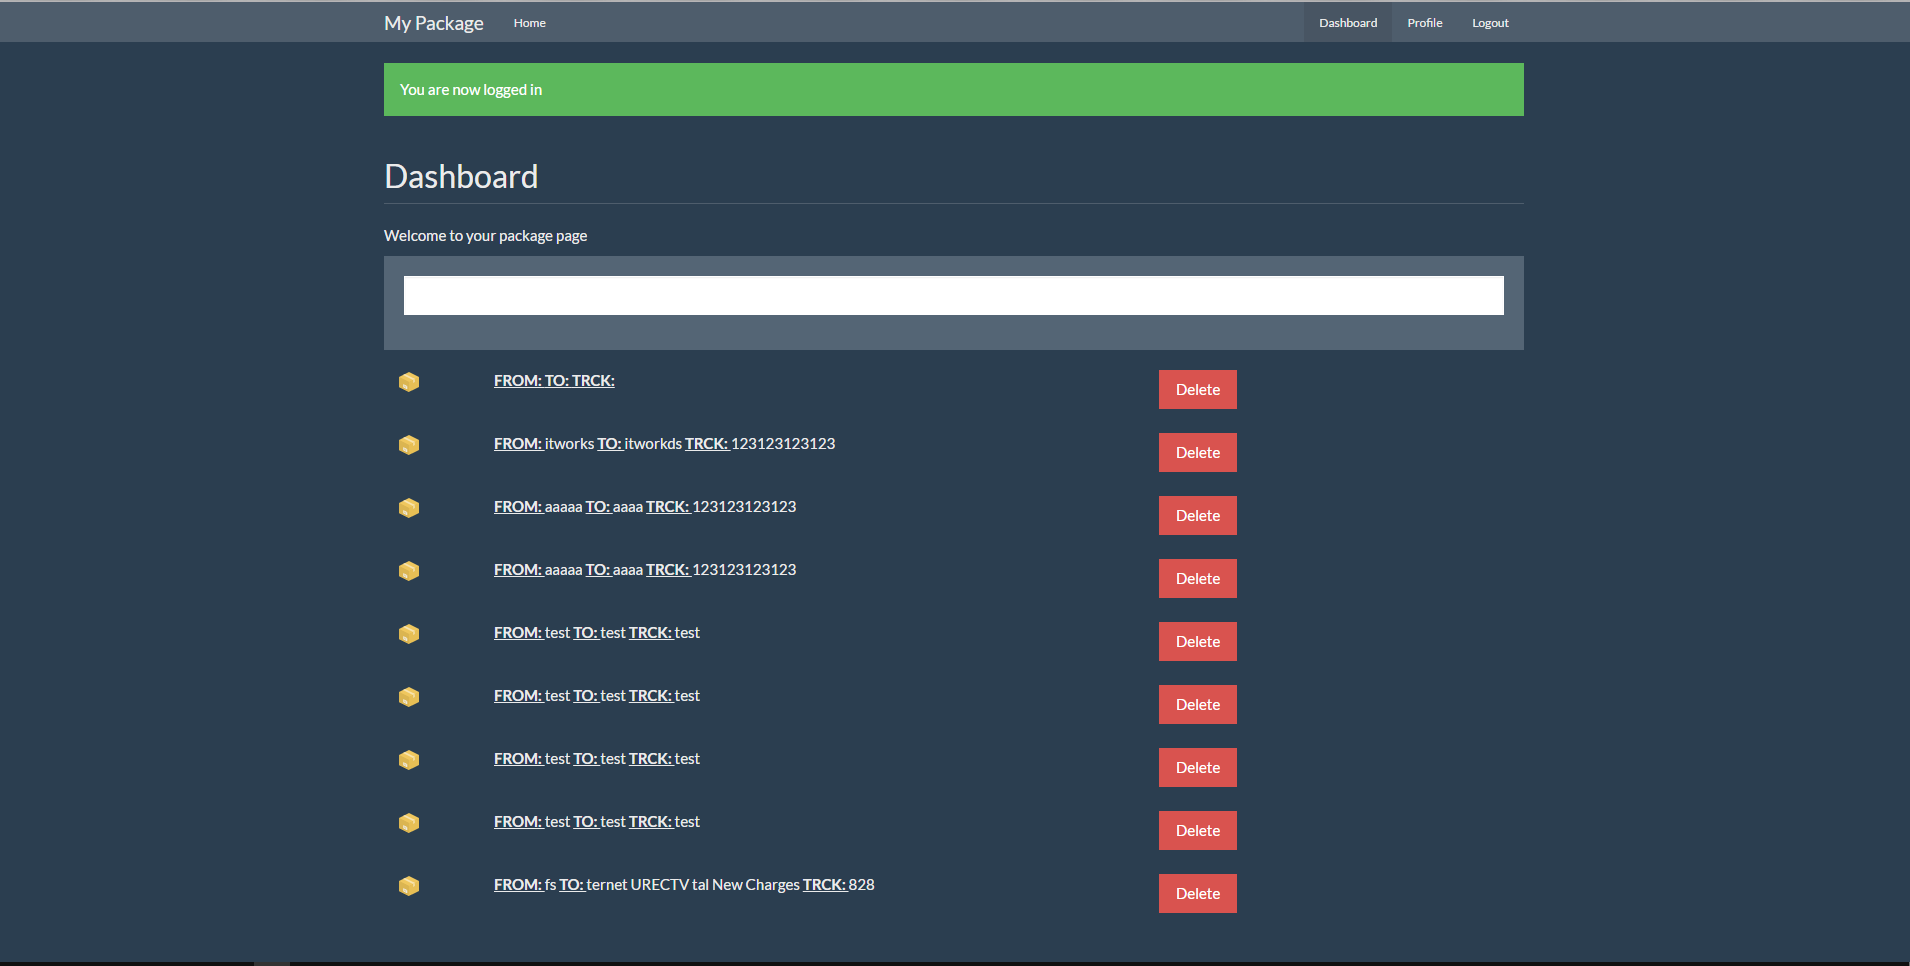 My Package Home Dashboard Profile Logout
You are now logged in
Dashboard
Welcome to your package page
FROM: TO: TRCK: Delete
FROM: itworks TO: itworkds TRCK: 123123123123 Delete
FROM: aaaaa TO: aaaa TRCK: 123123123123 Delete
FROM: aaaaa TO: aaaa TRCK: 123123123123 Delete
FROM: test TO: test TRCK: test Delete
FROM: test TO: test TRCK: test Delete
FROM: test TO: test TRCK: test Delete
FROM: test TO: test TRCK: test Delete
FROM: fs TO: ternet URECTV tal New Charges TRCK: 828 Delete